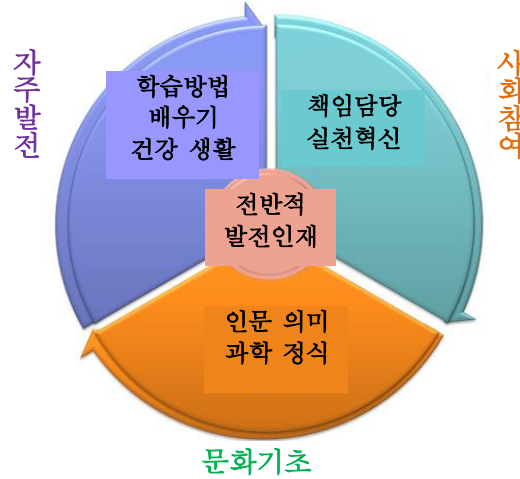 자주발전
학습방법
배우기
건강 생활
책임담당
실천혁신
사회참여
전반적
발전인재
인문 의미
과학 정식
문화기초